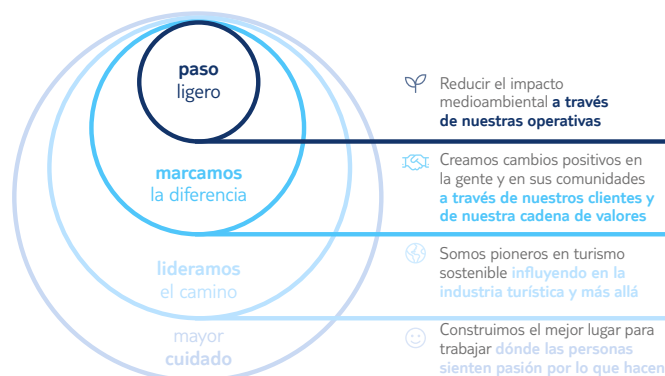 paso
ligero
Reducir el impacto
medioambiental a través
de nuestras operativas
marcamos
la diferencia
Creamos cambios positivos en
la gente y en sus comunidades
a través de nuestros clientes y
de nuestra cadena de valores
lideramos
el camino
Somos pioneros en turismo
sostenible influyendo en la
industria turística y más allá
mayor
cuidado
Construimos el mejor lugar para
trabajar dónde las personas
sienten pasión por lo que hacen